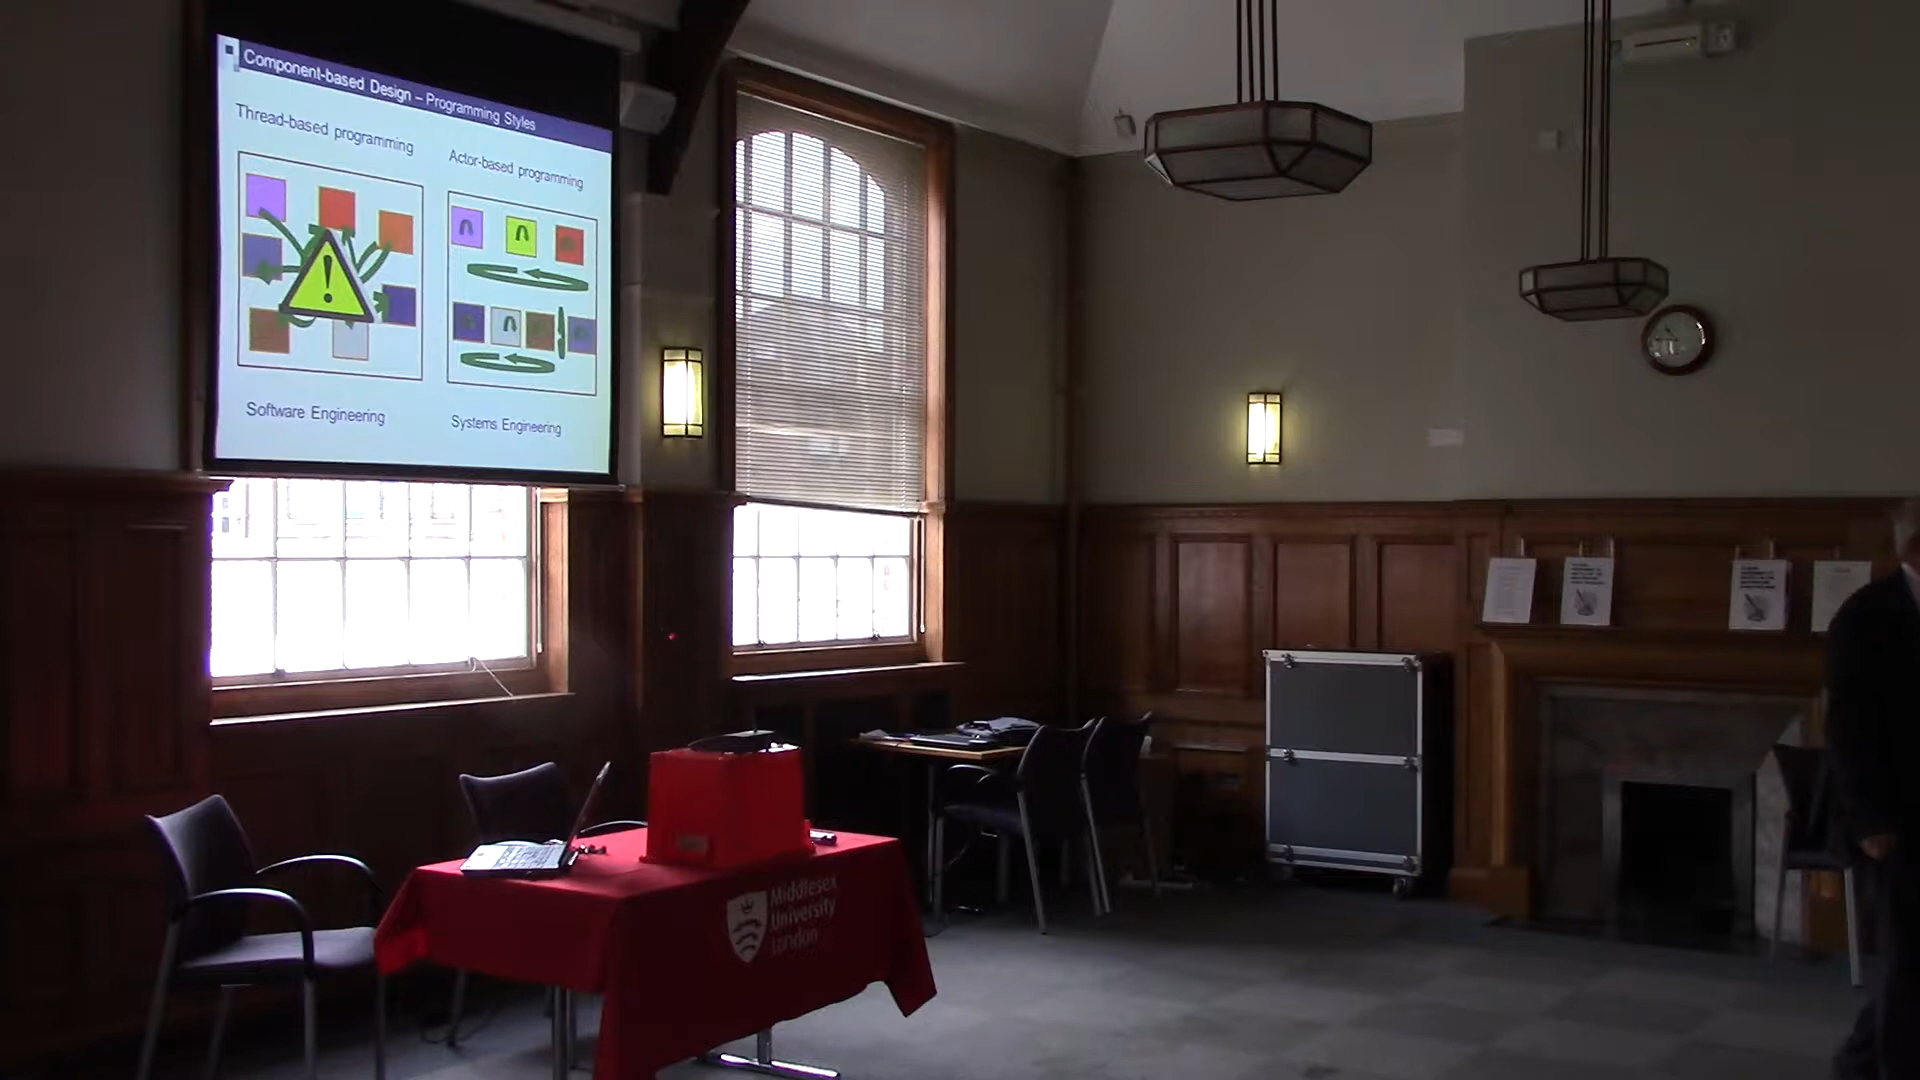 Component-based Design – Programming Styles
Thread-based programming
Actor-based programming
!
Software Engineering
Systems Engineering
Middlesex
University
London